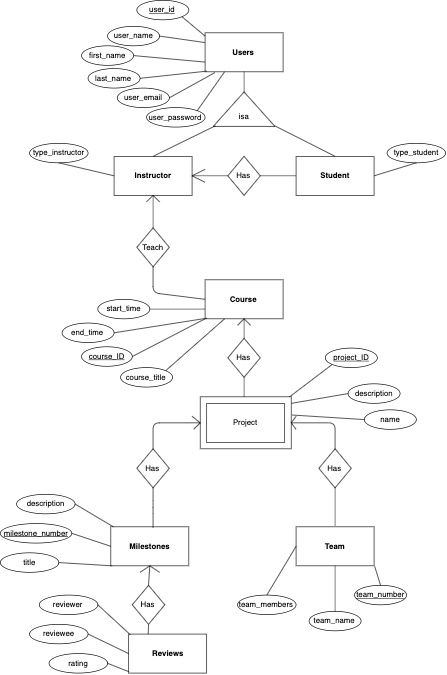 user_id
user_name
Users
first_name
last_name
user_email
user_password
isa
type_instructor
type_student
Instructor
Has
Student
Teach
Course
start_time
end_time
course_ID
course_title
Has
project_ID
description
name
Project
Has
Has
description
milestone_number
title
Milestones
Team
team_members
team_number
team_name
reviewer
Has
reviewee
rating
Reviews